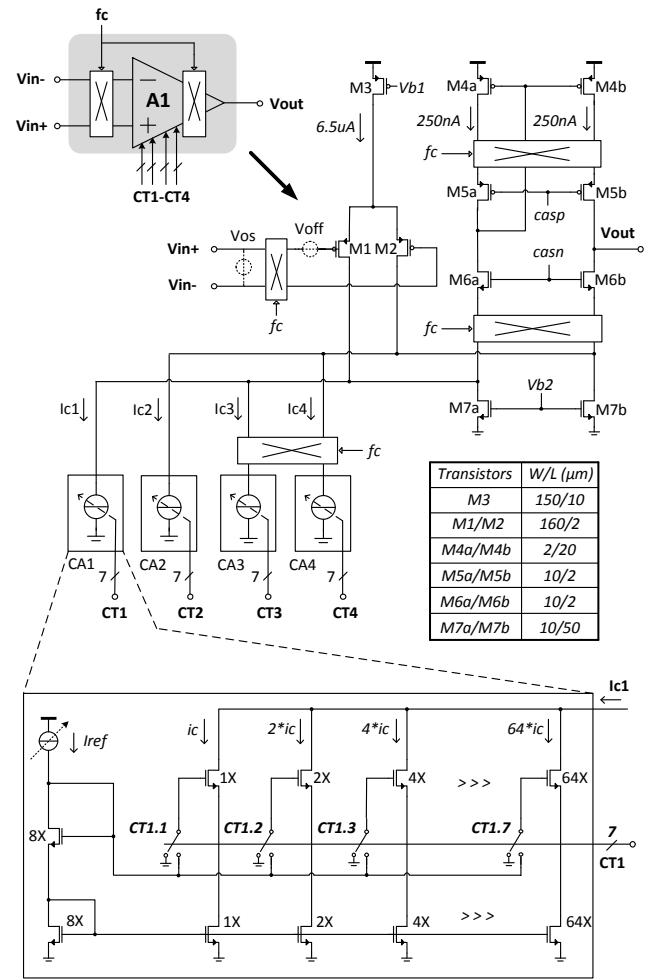 fc
Vin-
Vin+
A1
Vout
CT1-CT4
M3
Vb1
6.5uA
M4a
M4b
250nA
250nA
fc
M5a
M5b
casp
Vout
casn
M6a
M6b
fc
Vos
Voff
Vin+
Vin-
M1
M2
fc
Vb2
M7a
M7b
Ic1
Ic2
Ic3
Ic4
fc
CA1
CA2
CA3
CA4
7
7
7
7
CT1
CT2
CT3
CT4
Transistors W/L (μm)
M3 150/10
M1/M2 160/2
M4a/M4b 2/20
M5a/M5b 10/2
M6a/M6b 10/2
M7a/M7b 10/50
Ic1
Iref
ic
2*ic
4*ic
64*ic
1X
2X
4X
>>>
64X
8X
CT1.1
CT1.2
CT1.3
CT1.7
7
CT1
8X
1X
2X
4X
>>>
64X